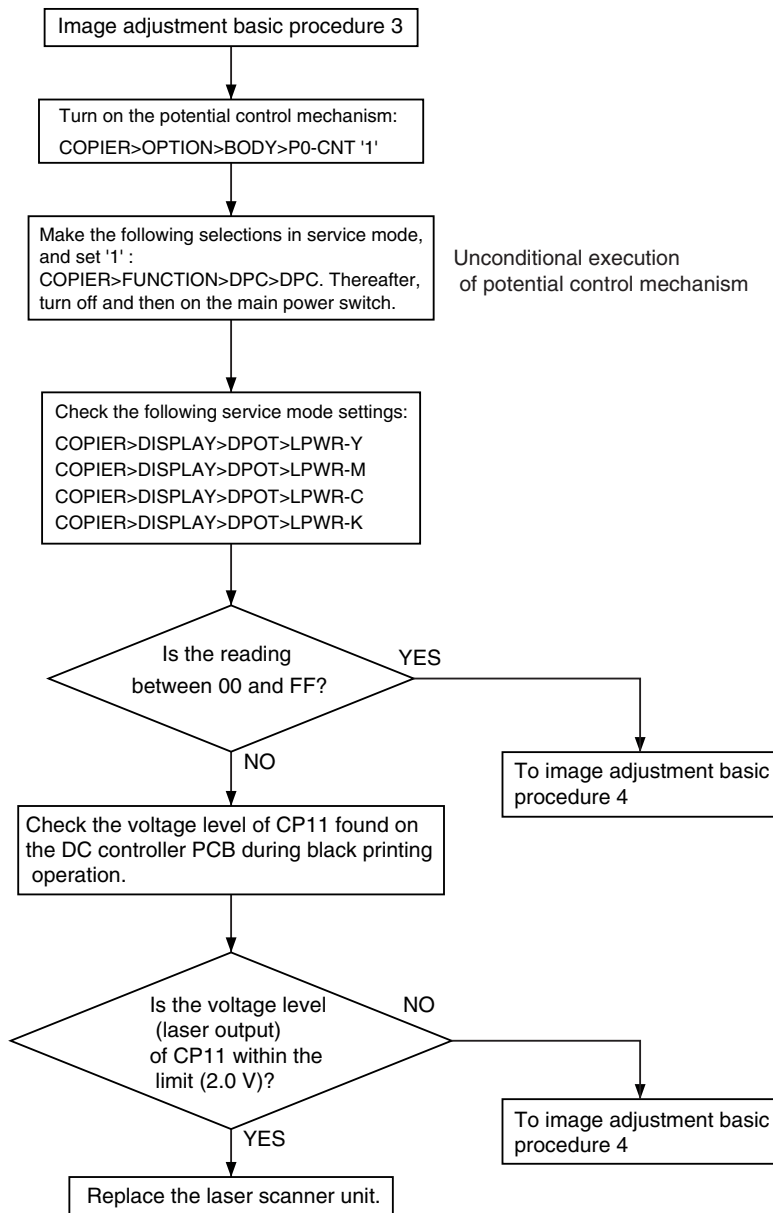 Image adjustment basic procedure 3
Turn on the potential control mechanism:
COPIER>OPTION>BODY>P0-CNT '1'
Make the following selections in service mode,
and set '1' :
COPIER>FUNCTION>DPC>DPC. Thereafter,
turn off and then on the main power switch.
Unconditional execution
of potential control mechanism
Check the following service mode settings:
COPIER>DISPLAY>DPOT>LPWR-Y
COPIER>DISPLAY>DPOT>LPWR-M
COPIER>DISPLAY>DPOT>LPWR-C
COPIER>DISPLAY>DPOT>LPWR-K
Is the reading
between 00 and FF?
YES
NO
To image adjustment basic
procedure 4
Check the voltage level of CP11 found on
the DC controller PCB during black printing
operation.
Is the voltage level
(laser output)
of CP11 within the
limit (2.0 V)?
NO
YES
To image adjustment basic
procedure 4
Replace the laser scanner unit.